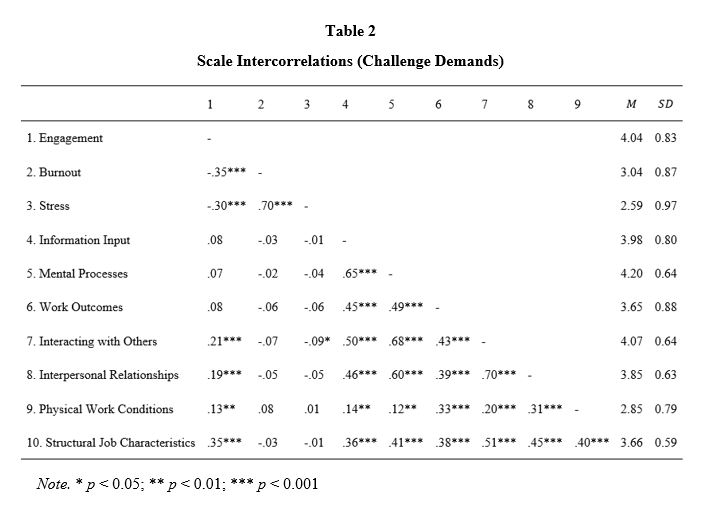 Table 2
Scale Intercorrelations (Challenge Demands)
1 2 3 4 5 6 7 8 9 M SD
1. Engagement - 4.04 0.83
2. Burnout -.35*** - 3.04 0.87
3. Stress -.30*** .70*** - 2.59 0.97
4. Information Input .08 -.03 -.01 - 3.98 0.80
5. Mental Processes .07 -.02 -.04 .65*** - 4.20 0.64
6. Work Outcomes .08 -.06 -.06 .45*** .49*** - 3.65 0.88
7. Interacting with Others .21*** -.07 -.09* .50*** .68*** .43*** - 4.07 0.64
8. Interpersonal Relationships .19*** -.05 -.05 .46*** .60*** .39*** .70*** - 3.85 0.63
9. Physical Work Conditions .13** .08 .01 .14** .12** .33*** .20*** .31*** - 2.85 0.79
10. Structural Job Characteristics .35*** -.03 -.01 .36*** .41*** .38*** .51*** .45*** .40*** 3.66 0.59
Note. * p < 0.05; ** p < 0.01; *** p < 0.001